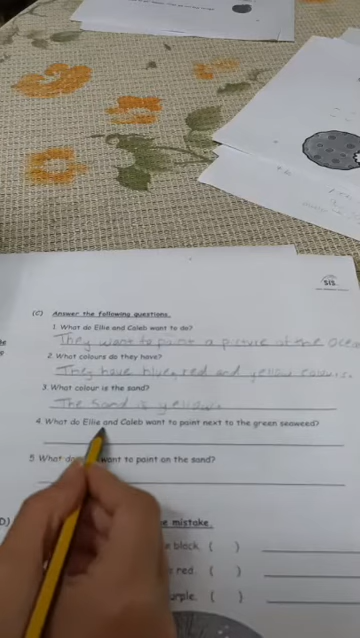 SIS
(C) Answer the following questions.
1. What do Ellie and Caleb want to do?
They want to paint a picture of the Ocean
2. What colours do they have?
They have blue, red and yellow colours.
3. What colour is the sand?
The Sand is yellow.
4. What do Ellie and Caleb want to paint next to the green seaweed?
5. What do want to paint on the sand?
D)
e mistake.
e black. ( )
s red. ( )
urple. ( )